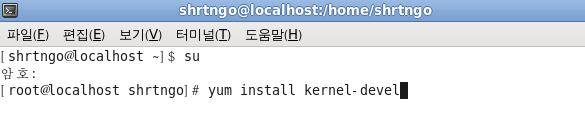 shrtngo@localhost:/home/shrtngo
파일(F) 편집(E) 보기(V) 터미널(T) 도움말(H)
[shrtngo@localhost ~]$ su
암호:
[root@localhost shrtngo]# yum install kernel-devel